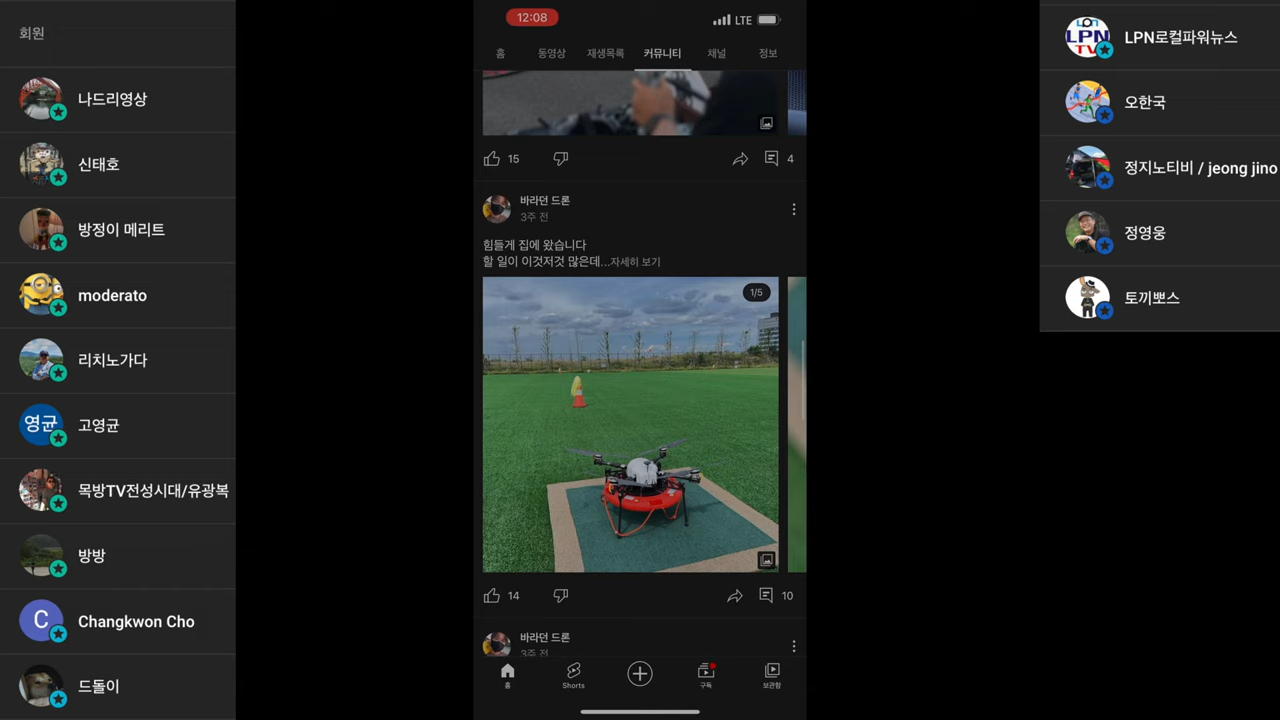 회원
나드리영상
신태호
방정이 메리트
moderato
리치노가다
영균
고영균
목방TV전성시대/유광복
방방
C
Changkwon Cho
드돌이
12:08
LTE
홈
동영상
재생목록
커뮤니티
채널
정보
15
4
바라던 드론
3주 전
힘들게 집에 왔습니다
할 일이 이것저것 많은데...자세히 보기
1/5
14
10
바라던 드론
3주 전
홈
Shorts
구독
보관함
LPN
TV
LPN로컬파워뉴스
오한국
정지노티비 / jeong jino
정영웅
토끼뽀스